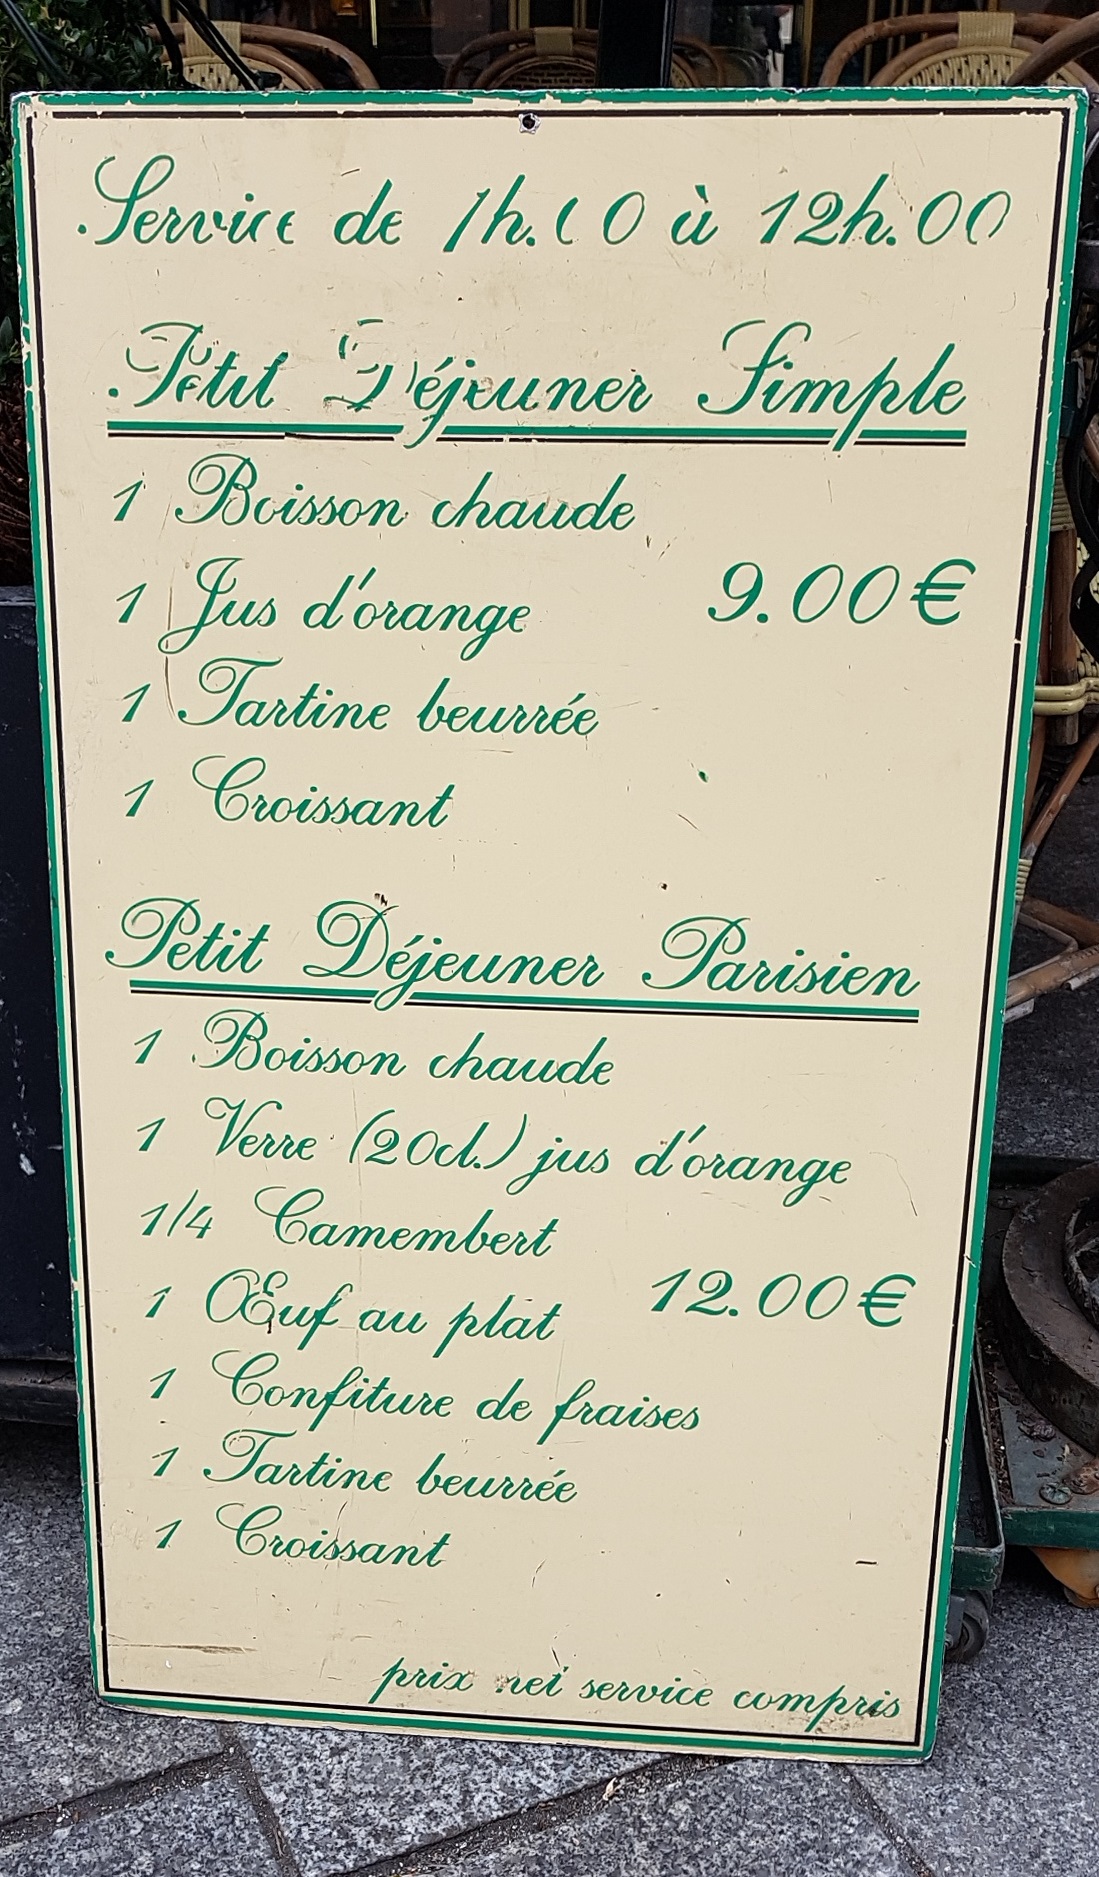 Service de 1h.00 à 12h.00
Petit Déjeuner Simple
1 Boisson chaude
1 Jus d'orange
9.00€
1 Tartine beurrée
1 Croissant
Petit Déjeuner Parisien
1 Boisson chaude
1 Verre (20cl.) jus d'orange
1/4 Camembert
1 Œuf au plat
12.00€
1 Confiture de fraises
1 Tartine beurrée
1 Croissant
prix net service compris